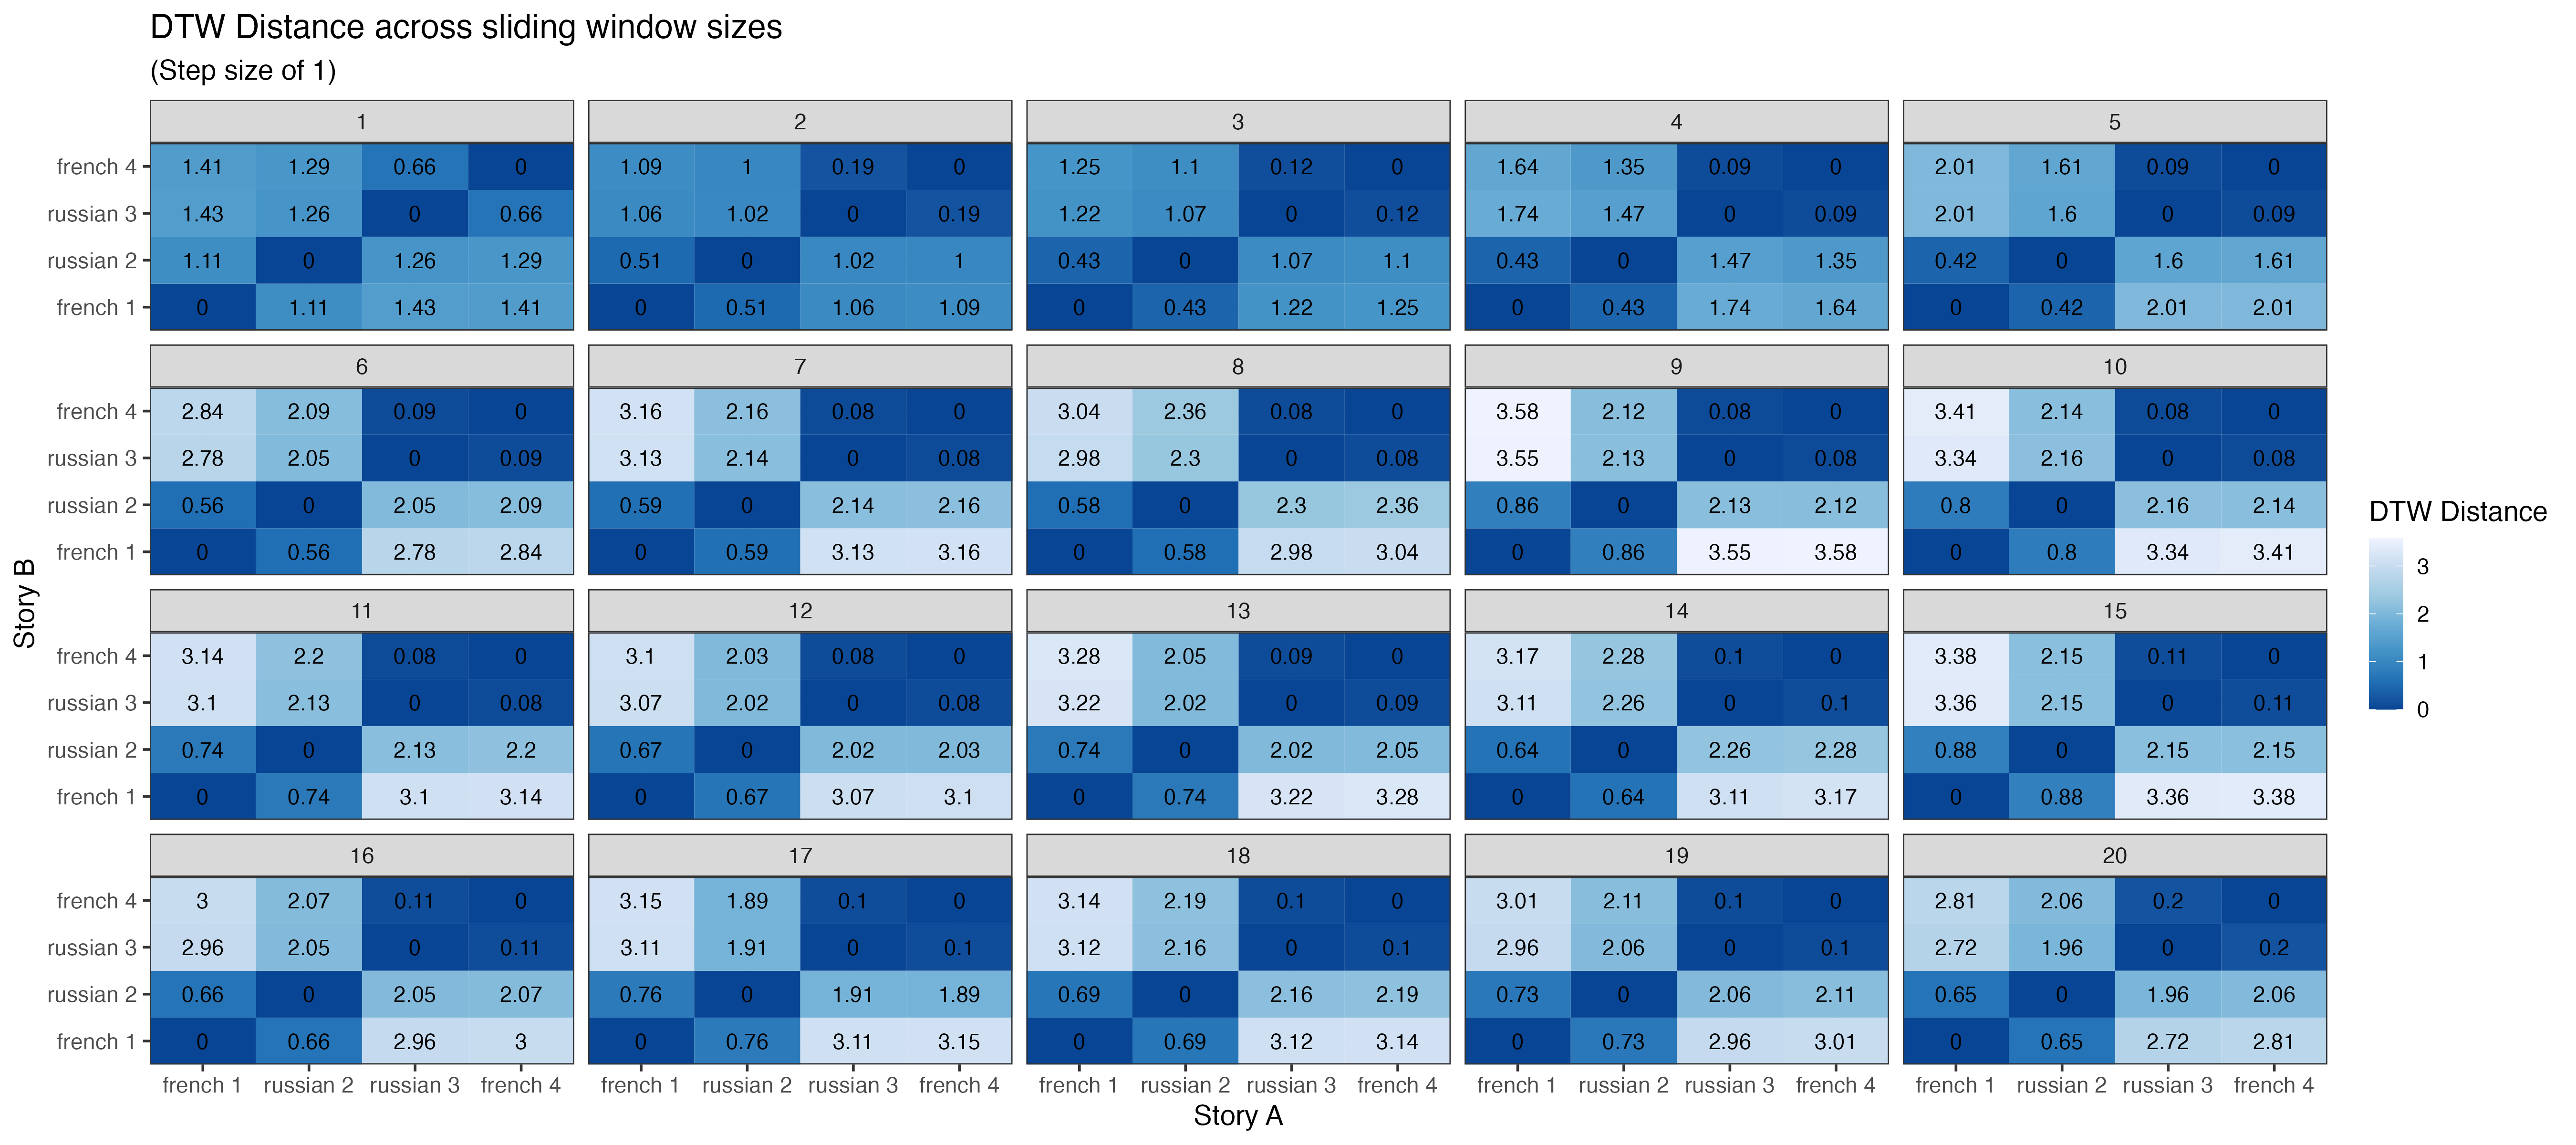 DTW Distance across sliding window sizes
(Step size of 1)
1 2 3 4 5
french 4 1.41 1.29 0.66 0 1.09 1 0.19 0 1.25 1.1 0.12 0 1.64 1.35 0.09 0 2.01 1.61 0.09 0
russian 3 1.43 1.26 0 0.66 1.06 1.02 0 0.19 1.22 1.07 0 0.12 1.74 1.47 0 0.09 2.01 1.6 0 0.09
russian 2 1.11 0 1.26 1.29 0.51 0 1.02 1 0.43 0 1.07 1.1 0.43 0 1.47 1.35 0.42 0 1.6 1.61
french 1 0 1.11 1.43 1.41 0 0.51 1.06 1.09 0 0.43 1.22 1.25 0 0.43 1.74 1.64 0 0.42 2.01 2.01
6 7 8 9 10
french 4 2.84 2.09 0.09 0 3.16 2.16 0.08 0 3.04 2.36 0.08 0 3.58 2.12 0.08 0 3.41 2.14 0.08 0
russian 3 2.78 2.05 0 0.09 3.13 2.14 0 0.08 2.98 2.3 0 0.08 3.55 2.13 0 0.08 3.34 2.16 0 0.08
russian 2 0.56 0 2.05 2.09 0.59 0 2.14 2.16 0.58 0 2.3 2.36 0.86 0 2.13 2.12 0.8 0 2.16 2.14
french 1 0 0.56 2.78 2.84 0 0.59 3.13 3.16 0 0.58 2.98 3.04 0 0.86 3.55 3.58 0 0.8 3.34 3.41
11 12 13 14 15
french 4 3.14 2.2 0.08 0 3.1 2.03 0.08 0 3.28 2.05 0.09 0 3.17 2.28 0.1 0 3.38 2.15 0.11 0
russian 3 3.1 2.13 0 0.08 3.07 2.02 0 0.08 3.22 2.02 0 0.09 3.11 2.26 0 0.1 3.36 2.15 0 0.11
russian 2 0.74 0 2.13 2.2 0.67 0 2.02 2.03 0.74 0 2.02 2.05 0.64 0 2.26 2.28 0.88 0 2.15 2.15
french 1 0 0.74 3.1 3.14 0 0.67 3.07 3.1 0 0.74 3.22 3.28 0 0.64 3.11 3.17 0 0.88 3.36 3.38
16 17 18 19 20
french 4 3 2.07 0.11 0 3.15 1.89 0.1 0 3.14 2.19 0.1 0 3.01 2.11 0.1 0 2.81 2.06 0.2 0
russian 3 2.96 2.05 0 0.11 3.11 1.91 0 0.1 3.12 2.16 0 0.1 2.96 2.06 0 0.1 2.72 1.96 0 0.2
russian 2 0.66 0 2.05 2.07 0.76 0 1.91 1.89 0.69 0 2.16 2.19 0.73 0 2.06 2.11 0.65 0 1.96 2.06
french 1 0 0.66 2.96 3 0 0.76 3.11 3.15 0 0.69 3.12 3.14 0 0.73 2.96 3.01 0 0.65 2.72 2.81
french 1 russian 2 russian 3 french 4 french 1 russian 2 russian 3 french 4 french 1 russian 2 russian 3 french 4 french 1 russian 2 russian 3 french 4 french 1 russian 2 russian 3 french 4
Story A
Story B
DTW Distance
3
2
1
0